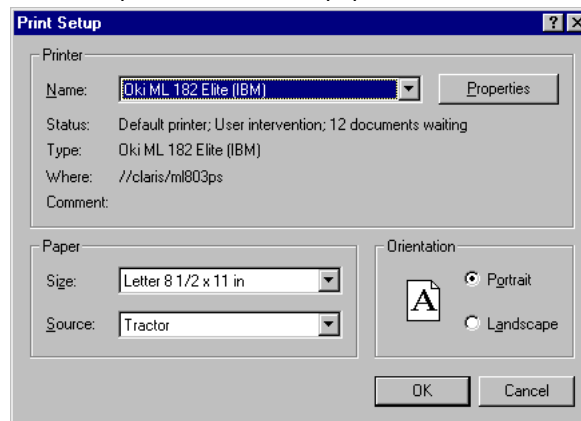 Print Setup
Printer
Name: Oki ML 182 Elite (IBM) Properties
Status: Default printer; User intervention; 12 documents waiting
Type: Oki ML 182 Elite (IBM)
Where: //claris/ml803ps
Comment:
Paper
Size: Letter 8 1/2 x 11 in
Source: Tractor
Orientation
A
Portrait
Landscape
OK Cancel